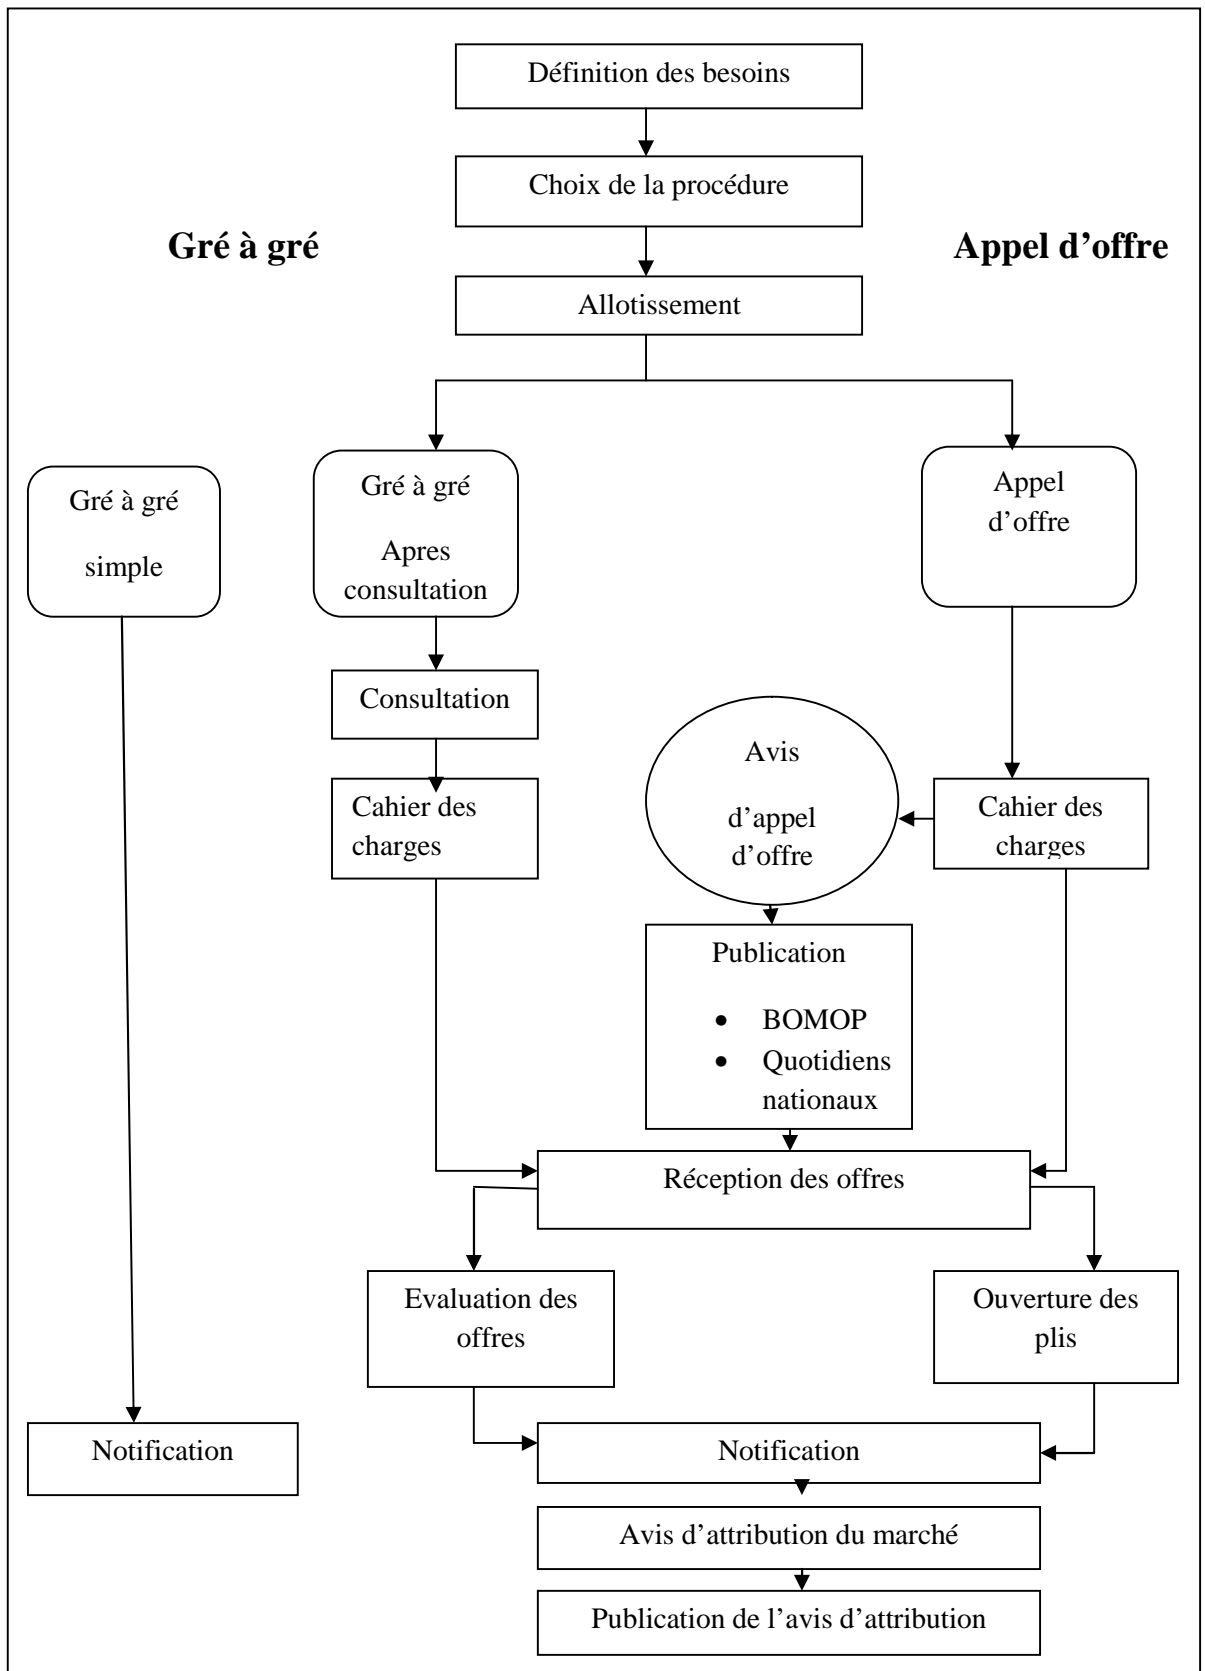 Définition des besoins
Choix de la procédure
Gré à gré
Appel d’offre
Allotissement
Gré à gré
simple
Gré à gré
Apres
consultation
Appel
d’offre
Consultation
Avis
d’appel
d’offre
Cahier des
charges
Cahier des
charges
Publication
• BOMOP
• Quotidiens
nationaux
Réception des offres
Evaluation des
offres
Ouverture des
plis
Notification
Notification
Avis d’attribution du marché
Publication de l’avis d’attribution